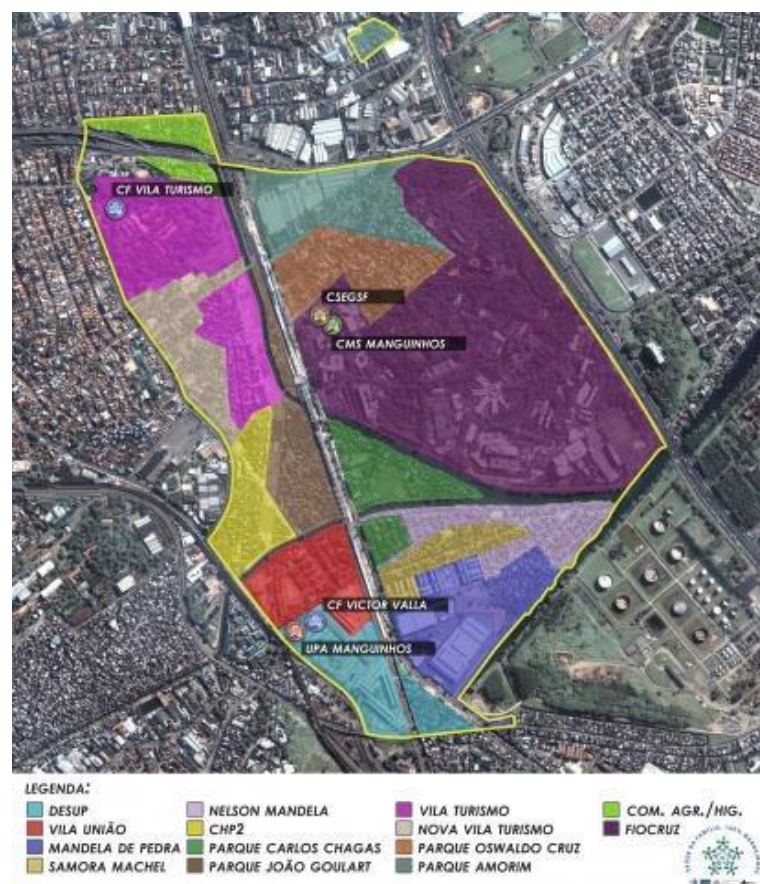 CF VILA TURISMO
CSEGSF
CMS MANGUINHOS
CF VICTOR VALLA
UPA MANGUINHOS
LEGENDA:
DESUP
VILA UNIÃO
MANDELA DE PEDRA
SAMORA MACHEL
NELSON MANDELA
CHP2
PARQUE CARLOS CHAGAS
PARQUE JOÃO GOULART
VILA TURISMO
NOVA VILA TURISMO
PARQUE OSWALDO CRUZ
PARQUE AMORIM
COM. AGR./HIG.
FIOCRUZ